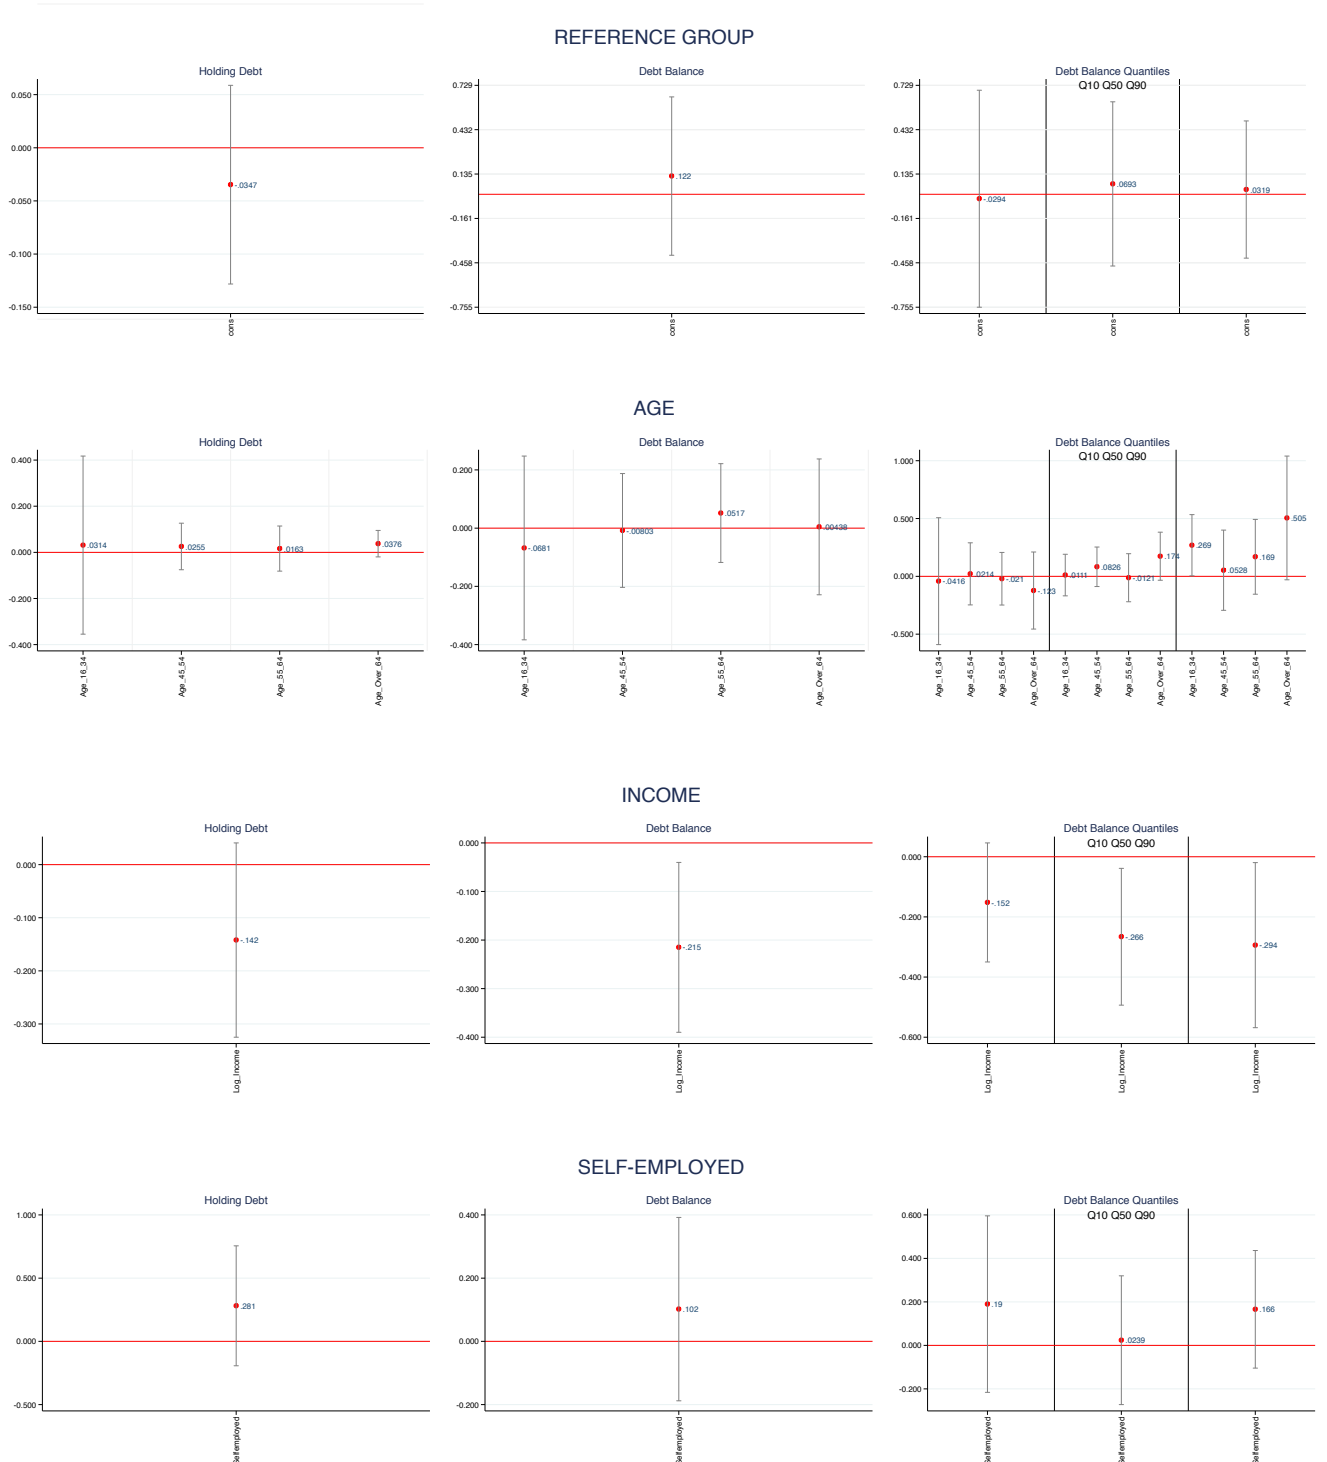 REFERENCE GROUP
Holding Debt
0.050
0.000
-0.050
-0.100
-0.150
-.0347
cons
Debt Balance
0.729
0.432
0.135
-0.161
-0.458
-0.755
.122
cons
Debt Balance Quantiles
Q10 Q50 Q90
0.729
0.432
0.135
-0.161
-0.458
-0.755
-.0294
.0693
.0319
cons
cons
cons
AGE
Holding Debt
0.400
0.200
0.000
-0.200
-0.400
.0314
.0255
.0163
.0376
Age_16_34
Age_45_54
Age_55_64
Age_Over_64
Debt Balance
0.200
0.000
-0.200
-0.400
-.0681
-.00803
.0517
.00438
Age_16_34
Age_45_54
Age_55_64
Age_Over_64
Debt Balance Quantiles
Q10 Q50 Q90
1.000
0.500
0.000
-0.500
-.0416
.0214
-.021
-.123
.0111
.0826
-.0121
.174
.269
.0528
.169
.505
Age_16_34
Age_45_54
Age_55_64
Age_Over_64
Age_16_34
Age_45_54
Age_55_64
Age_Over_64
Age_16_34
Age_45_54
Age_55_64
Age_Over_64
INCOME
Holding Debt
0.000
-0.100
-0.200
-0.300
-.142
Log_Income
Debt Balance
0.000
-0.100
-0.200
-0.300
-0.400
-.215
Log_Income
Debt Balance Quantiles
Q10 Q50 Q90
0.000
-0.200
-0.400
-0.600
-.152
-.266
-.294
Log_Income
Log_Income
Log_Income
SELF-EMPLOYED
Holding Debt
1.000
0.500
0.000
-0.500
.281
elfemployed
Debt Balance
0.400
0.200
0.000
-0.200
.102
elfemployed
Debt Balance Quantiles
Q10 Q50 Q90
0.600
0.400
0.200
0.000
-0.200
.19
.0239
.166
elfemployed
elfemployed
elfemployed